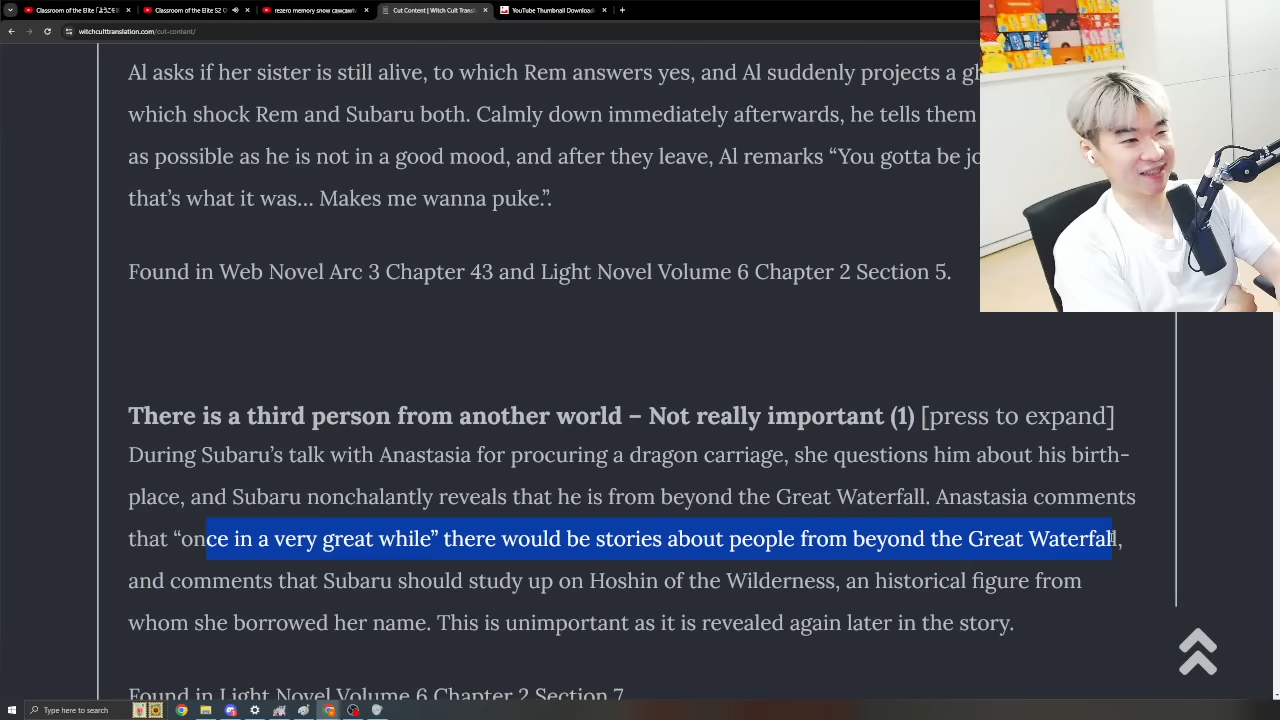 Classroom of the Elite 「ようこそ
Classroom of the Elite S2 C
rezero memory snow cawcaw
Cut Content | Witch Cult Trans
YouTube Thumbnail Download
witchculttranslation.com/cut-content/
Al asks if her sister is still alive, to which Rem answers yes, and Al suddenly projects a gh
which shock Rem and Subaru both. Calmly down immediately afterwards, he tells them
as possible as he is not in a good mood, and after they leave, Al remarks “You gotta be jo
that’s what it was… Makes me wanna puke.”.
Found in Web Novel Arc 3 Chapter 43 and Light Novel Volume 6 Chapter 2 Section 5.
There is a third person from another world – Not really important (1) [press to expand]
During Subaru’s talk with Anastasia for procuring a dragon carriage, she questions him about his birth-
place, and Subaru nonchalantly reveals that he is from beyond the Great Waterfall. Anastasia comments
that “once in a very great while” there would be stories about people from beyond the Great Waterfall,
and comments that Subaru should study up on Hoshin of the Wilderness, an historical figure from
whom she borrowed her name. This is unimportant as it is revealed again later in the story.
Found in Light Novel Volume 6 Chapter 2 Section 7
Type here to search